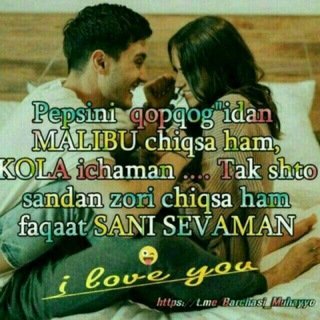 Pepsini qopqog"idan
MALIBU chiqsa ham,
KOLA ichaman .... Tak shto
sandan zori chiqsa ham
faqaat SANI SEVAMAN
i love you
https://t.me Barchasi_Muhayyo